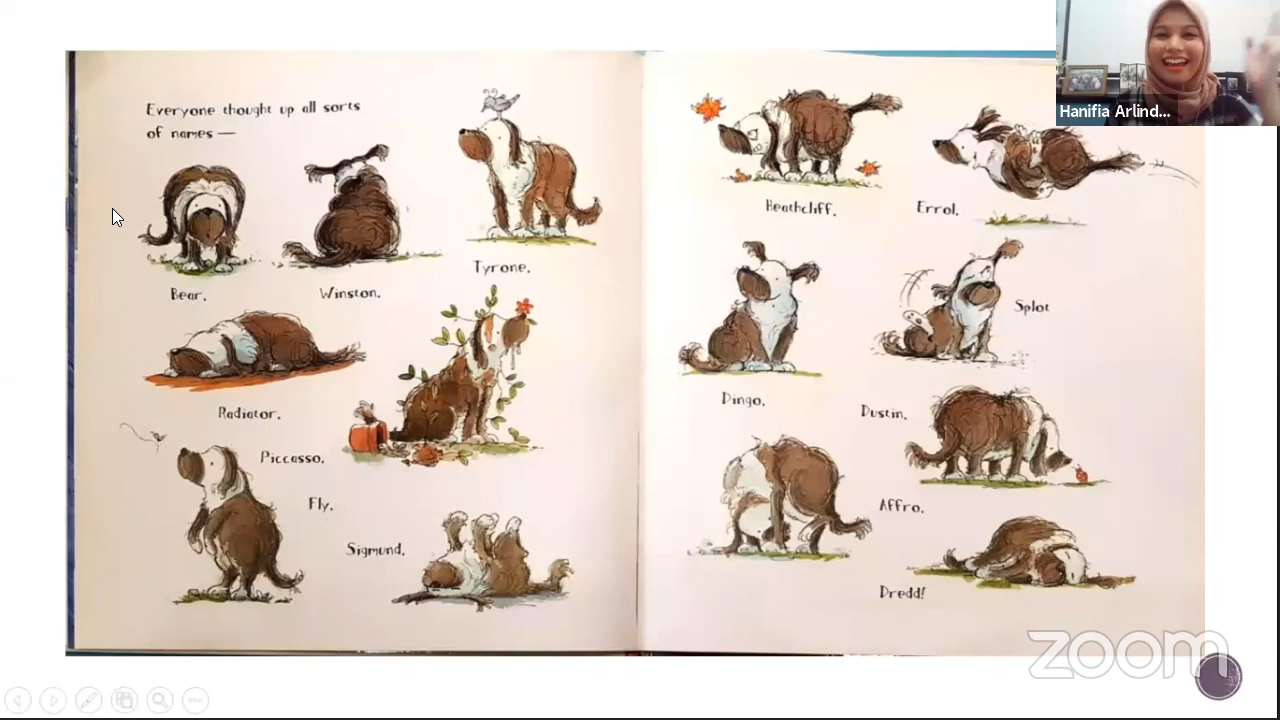 Everyone thought up all sorts
of names —
Bear.
Winston.
Tyrone.
Radiator.
Piccasso.
Fly.
Sigmund.
Heathcliff.
Errol.
Dingo.
Splot
Dustin.
Affro.
Dredd!
Hanifia Arlind...
zoom